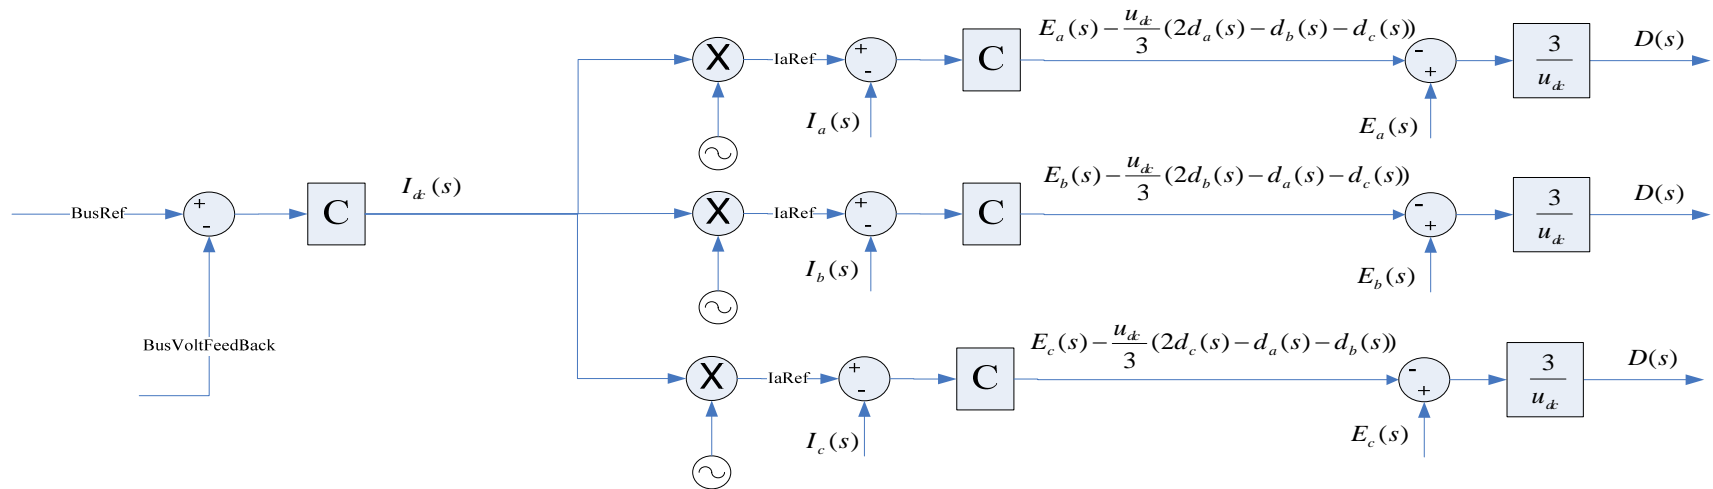 E_a(s) − u_dc/3 (2d_a(s) − d_b(s) − d_c(s))
D(s)
X
IaRef
+
-
C
-
+
3/u_dc
I_a(s)
E_a(s)
E_b(s) − u_dc/3 (2d_b(s) − d_a(s) − d_c(s))
D(s)
I_dc(s)
BusRef
+
-
C
X
IaRef
+
-
C
-
+
3/u_dc
I_b(s)
E_b(s)
BusVoltFeedBack
E_c(s) − u_dc/3 (2d_c(s) − d_a(s) − d_b(s))
D(s)
X
IaRef
+
-
C
-
+
3/u_dc
I_c(s)
E_c(s)